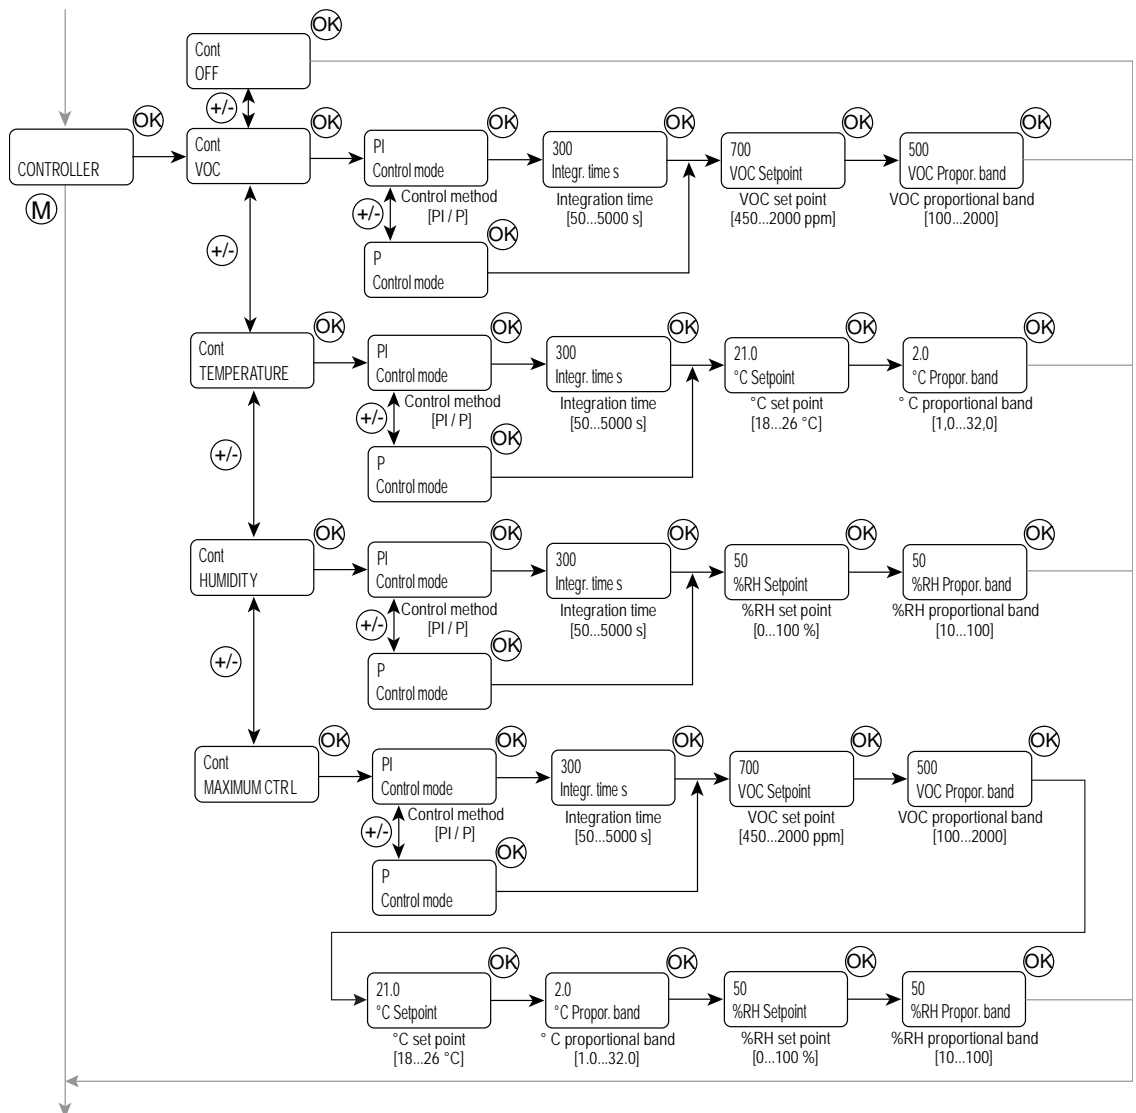 OK
Cont
OFF
+/-
OK
OK
OK
OK
OK
OK
CONTROLLER
M
Cont
VOC
PI
Control mode
300
Integr. time s
700
VOC Setpoint
500
VOC Propor. band
Control method
[PI / P]
Integration time
[50...5000 s]
VOC set point
[450...2000 ppm]
VOC proportional band
[100...2000]
+/-
+/-
OK
P
Control mode
OK
OK
OK
OK
OK
Cont
TEMPERATURE
PI
Control mode
300
Integr. time s
21.0
°C Setpoint
2.0
°C Propor. band
Control method
[PI / P]
Integration time
[50...5000 s]
°C set point
[18...26 °C]
° C proportional band
[1,0...32,0]
+/-
+/-
OK
P
Control mode
OK
OK
OK
OK
OK
Cont
HUMIDITY
PI
Control mode
300
Integr. time s
50
%RH Setpoint
50
%RH Propor. band
Control method
[PI / P]
Integration time
[50...5000 s]
%RH set point
[0...100 %]
%RH proportional band
[10...100]
+/-
+/-
OK
P
Control mode
OK
OK
OK
OK
OK
Cont
MAXIMUM CTR L
PI
Control mode
300
Integr. time s
700
VOC Setpoint
500
VOC Propor. band
Control method
[PI / P]
Integration time
[50...5000 s]
VOC set point
[450...2000 ppm]
VOC proportional band
[100...2000]
+/-
OK
P
Control mode
OK
OK
OK
OK
21.0
°C Setpoint
2.0
°C Propor. band
50
%RH Setpoint
50
%RH Propor. band
°C set point
[18...26 °C]
° C proportional band
[1.0...32.0]
%RH set point
[0...100 %]
%RH proportional band
[10...100]